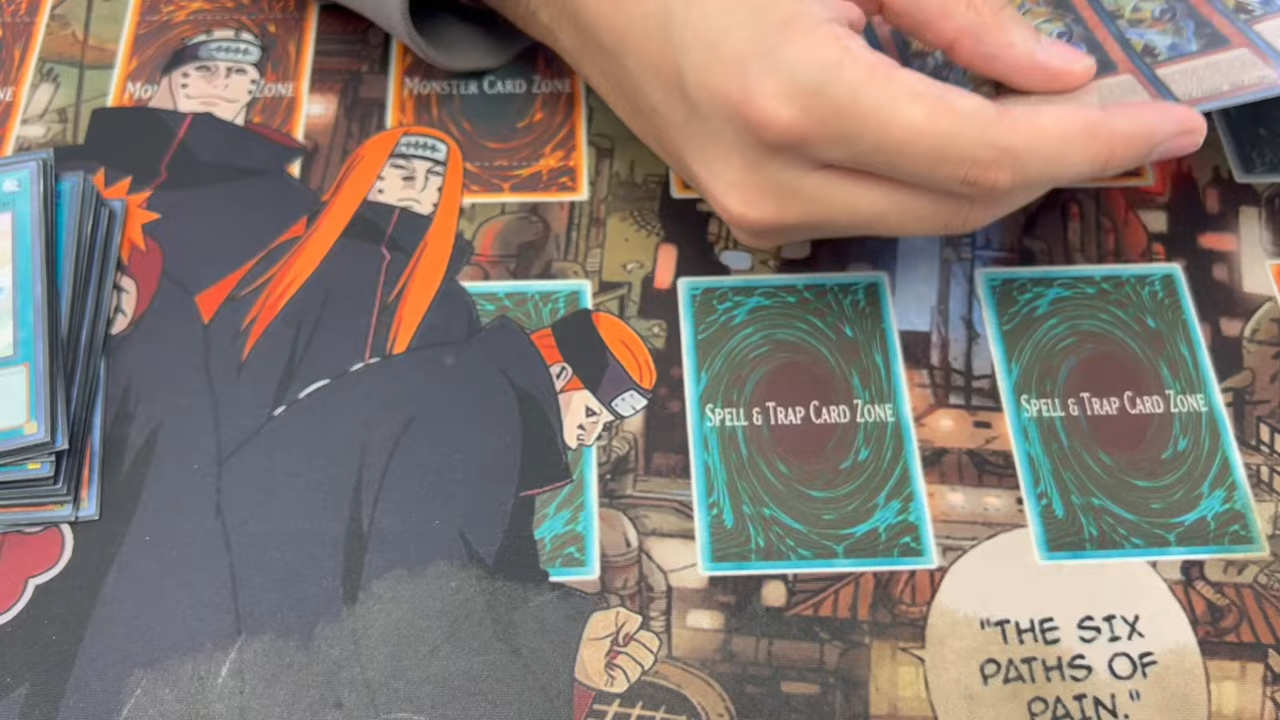 MONSTER CARD ZONE
SPELL & TRAP CARD ZONE
SPELL & TRAP CARD ZONE
"THE SIX
PATHS OF
PAIN."